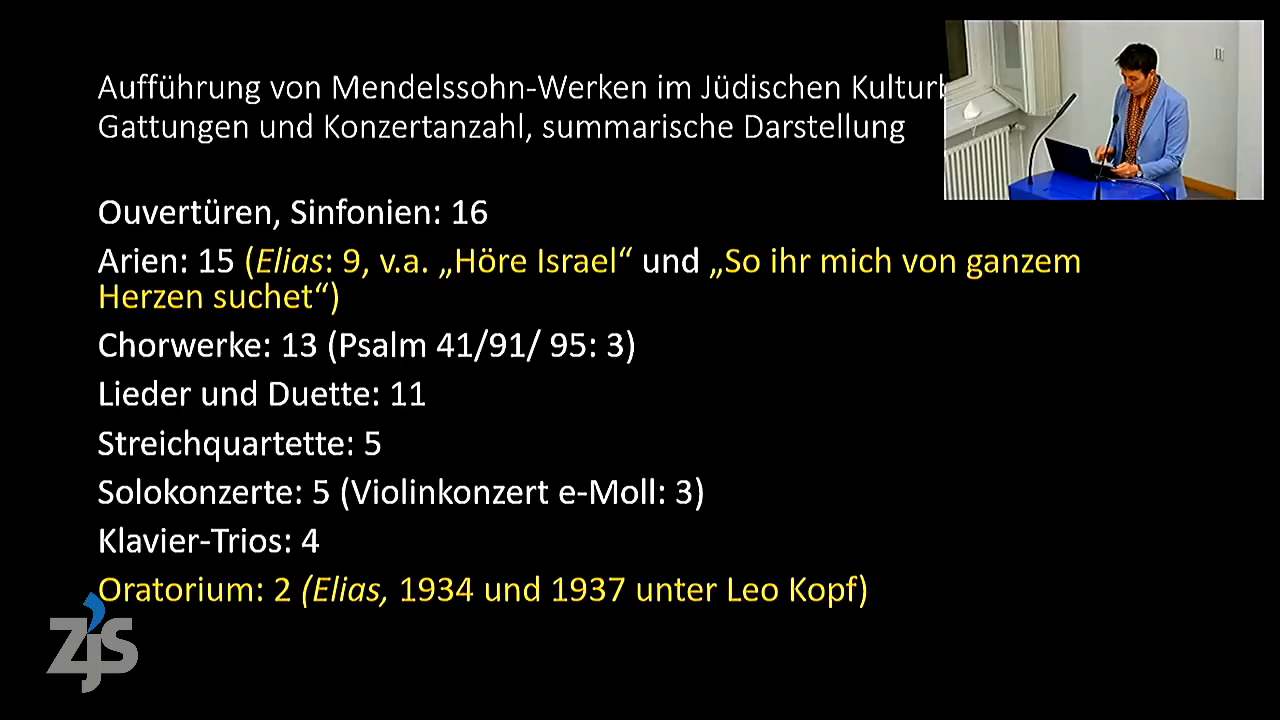 Aufführung von Mendelssohn-Werken im Jüdischen
Gattungen und Konzertanzahl, summarische Darstellung
Ouvertüren, Sinfonien: 16
Arien: 15 (Elias: 9, v.a. „Höre Israel“ und „So ihr mich von ganzem
Herzen suchet“)
Chorwerke: 13 (Psalm 41/91/ 95: 3)
Lieder und Duette: 11
Streichquartette: 5
Solokonzerte: 5 (Violinkonzert e-Moll: 3)
Klavier-Trios: 4
Oratorium: 2 (Elias, 1934 und 1937 unter Leo Kopf)
ZJS